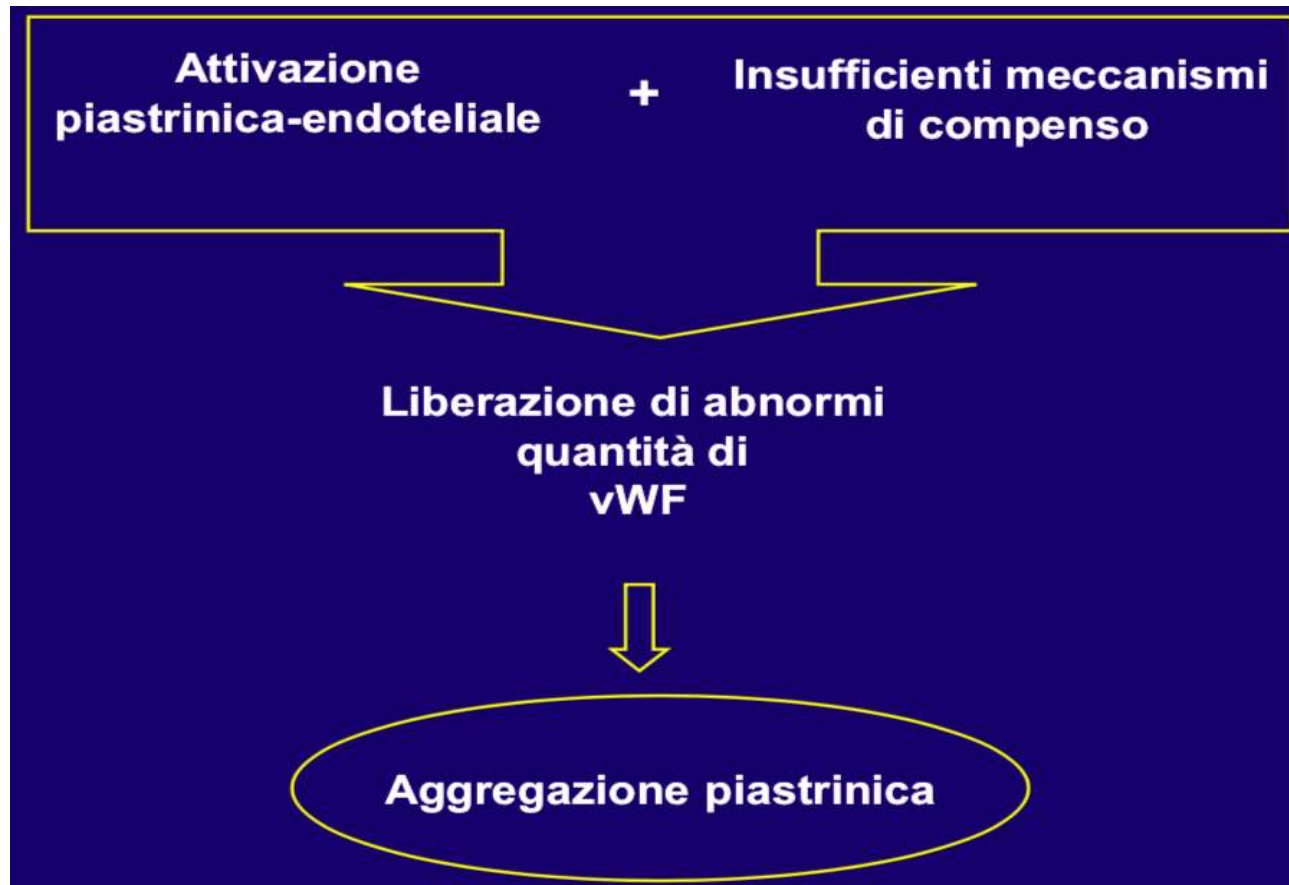 Attivazione
piastrinica-endoteliale
+
Insufficienti meccanismi
di compenso
Liberazione di abnormi
quantità di
vWF
Aggregazione piastrinica